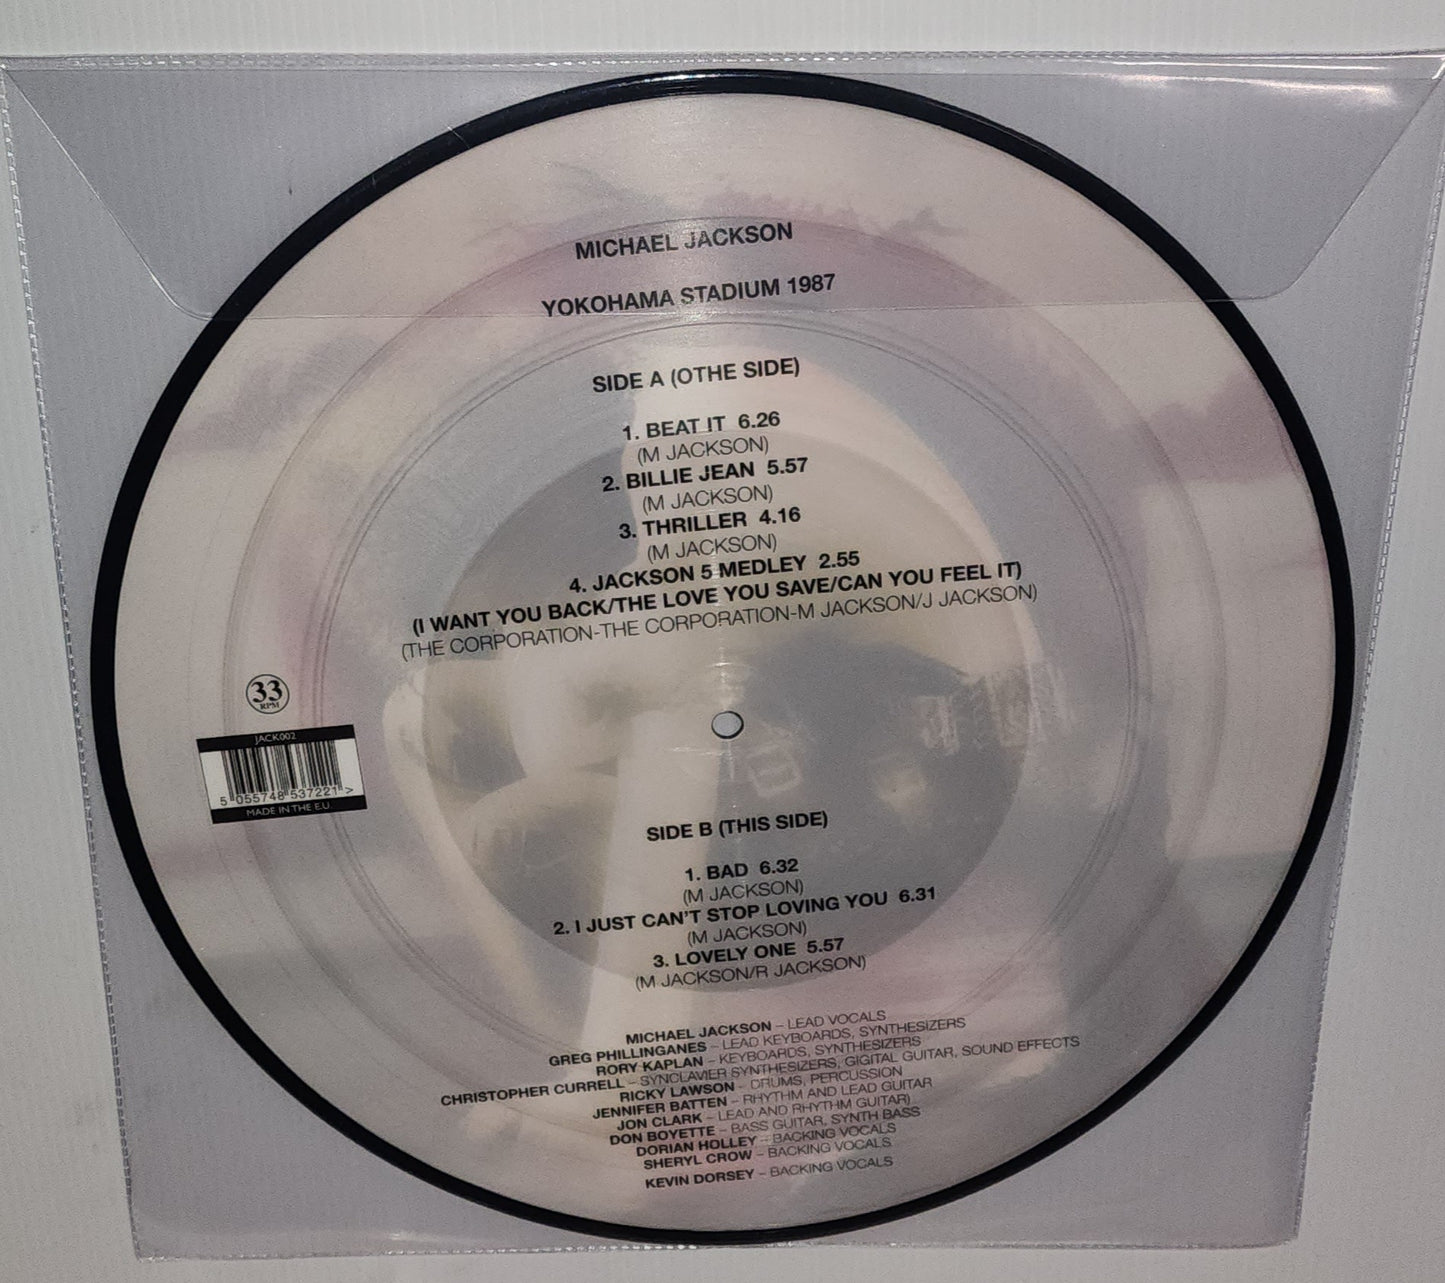 MICHAEL JACKSON
YOKOHAMA STADIUM 1987
SIDE A (OTHE SIDE)
1. BEAT IT 6.26
(M JACKSON)
2. BILLIE JEAN 5.57
(M JACKSON)
3. THRILLER 4.16
(M JACKSON)
4. JACKSON 5 MEDLEY 2.55
(I WANT YOU BACK/THE LOVE YOU SAVE/CAN YOU FEEL IT)
(THE CORPORATION-THE CORPORATION-M JACKSON/J JACKSON)
33
RPM
JACK002
5 055748 537221 >
MADE IN THE E.U.
SIDE B (THIS SIDE)
1. BAD 6.32
(M JACKSON)
2. I JUST CAN'T STOP LOVING YOU 6.31
(M JACKSON)
3. LOVELY ONE 5.57
(M JACKSON/R JACKSON)
MICHAEL JACKSON – LEAD VOCALS
GREG PHILLINGANES – LEAD KEYBOARDS, SYNTHESIZERS
RORY KAPLAN – KEYBOARDS, SYNTHESIZERS
CHRISTOPHER CURRELL – SYNCLAVIER SYNTHESIZERS, GIGITAL GUITAR, SOUND EFFECTS
RICKY LAWSON – DRUMS, PERCUSSION
JENNIFER BATTEN – RHYTHM AND LEAD GUITAR
JON CLARK – LEAD AND RHYTHM GUITAR)
DON BOYETTE – BASS GUITAR, SYNTH BASS
DORIAN HOLLEY – BACKING VOCALS
SHERYL CROW – BACKING VOCALS
KEVIN DORSEY – BACKING VOCALS